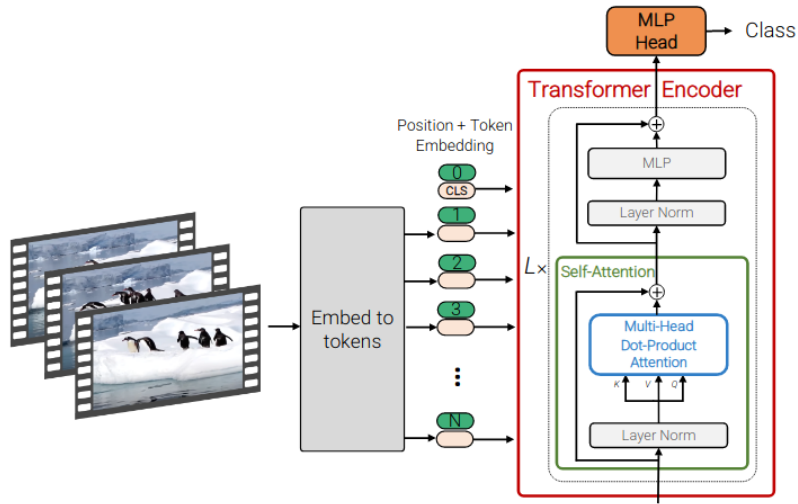 MLP
Head
Class
Transformer Encoder
Position + Token
Embedding
0
CLS
1
2
3
N
Embed to
tokens
L×
MLP
Layer Norm
Self-Attention
Multi-Head
Dot-Product
Attention
K V Q
Layer Norm